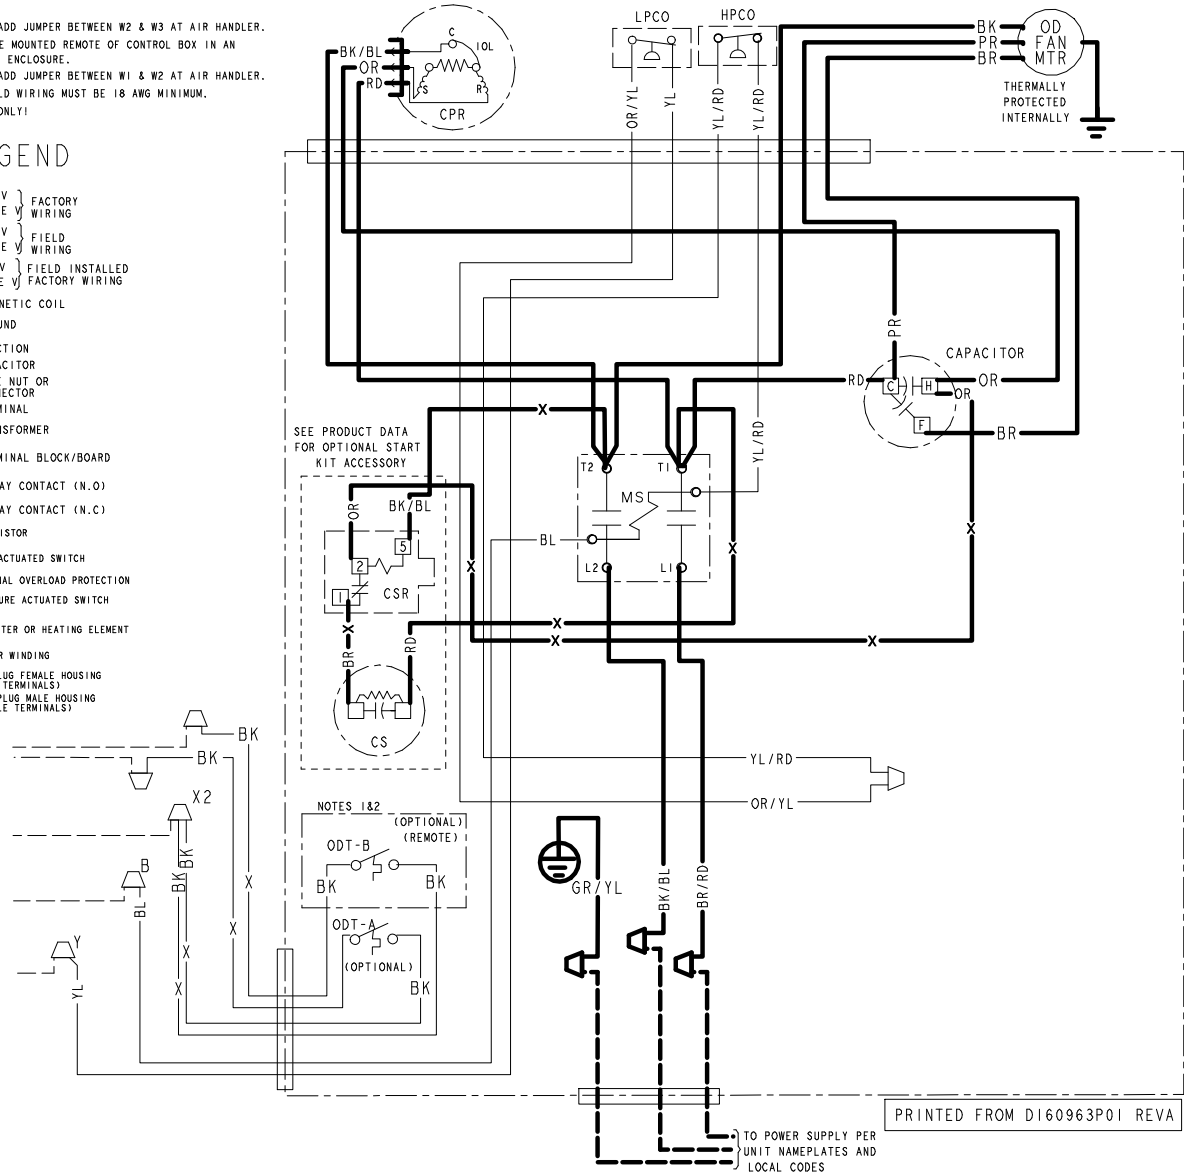 ADD JUMPER BETWEEN W2 & W3 AT AIR HANDLER.
E MOUNTED REMOTE OF CONTROL BOX IN AN
ENCLOSURE.
ADD JUMPER BETWEEN W1 & W2 AT AIR HANDLER.
LD WIRING MUST BE 18 AWG MINIMUM.
ONLY!
GEND
V
E V
FACTORY
WIRING
V
E V
FIELD
WIRING
V
E V
FIELD INSTALLED
FACTORY WIRING
NETIC COIL
UND
CTION
ACITOR
E NUT OR
NECTOR
MINAL
NSFORMER
MINAL BLOCK/BOARD
AY CONTACT (N.O)
AY CONTACT (N.C)
ISTOR
ACTUATED SWITCH
NAL OVERLOAD PROTECTION
URE ACTUATED SWITCH
TER OR HEATING ELEMENT
R WINDING
LUG FEMALE HOUSING
TERMINALS)
PLUG MALE HOUSING
LE TERMINALS)
BK/BL
OR
RD
C
IOL
S
R
CPR
LPCO
HPCO
OR/YL
YL
YL/RD
YL/RD
BK
PR
BR
OD
FAN
MTR
THERMALLY
PROTECTED
INTERNALLY
PR
CAPACITOR
RD
C
H
OR
OR
F
BR
YL/RD
X
SEE PRODUCT DATA
FOR OPTIONAL START
KIT ACCESSORY
OR
BK/BL
5
2
1
CSR
X
BR
RD
CS
X
T2
T1
MS
BL
L2
L1
X
X
X
X
X
YL/RD
OR/YL
BK
BK
X2
BK
BK
B
BL
Y
YL
X
X
X
X
NOTES 1&2
(OPTIONAL)
(REMOTE)
ODT-B
BK
BK
ODT-A
(OPTIONAL)
BK
GR/YL
BK/BL
BR/RD
PRINTED FROM D160963P01 REVA
TO POWER SUPPLY PER
UNIT NAMEPLATES AND
LOCAL CODES